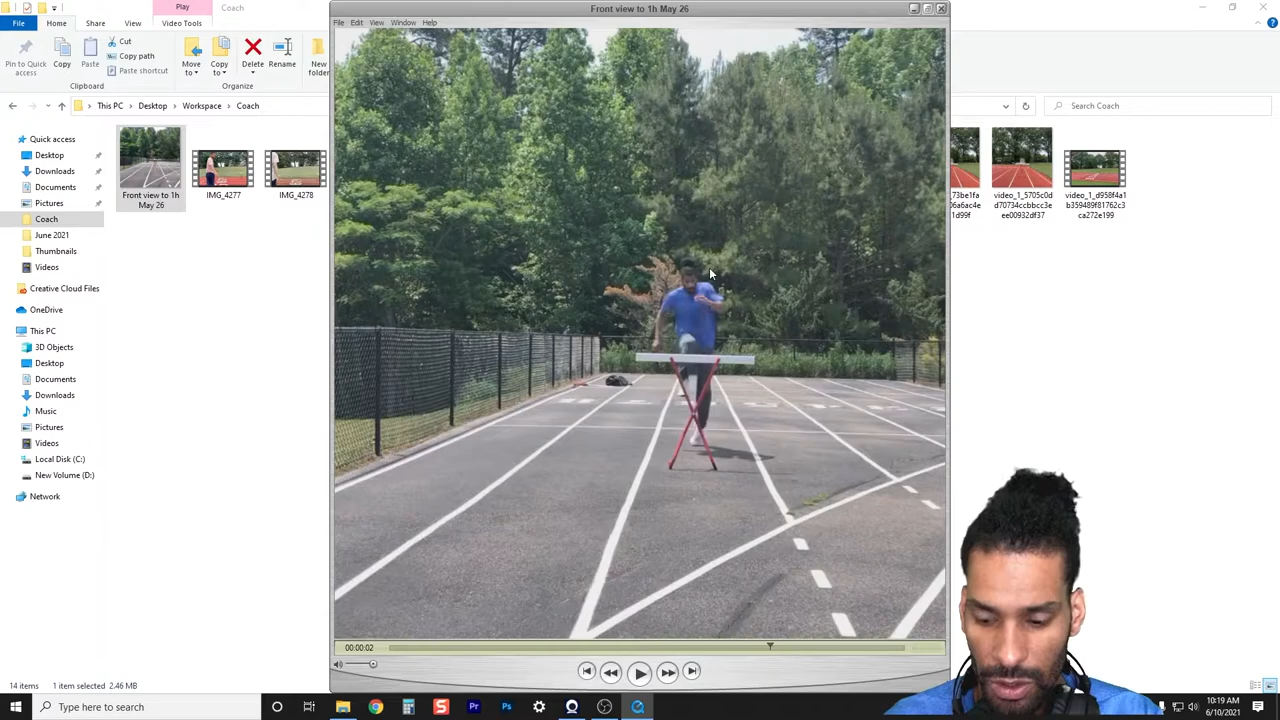 Play
Coach
Front view to 1h May 26
File
Home
Share
View
Video Tools
File Edit View Window Help
Pin to Quick
access
Copy
Paste
Cut
Copy path
Paste shortcut
Move
to
Copy
to
Delete
Rename
New
folder
Clipboard
Organize
This PC
Desktop
Workspace
Coach
Search Coach
Quick access
Desktop
Downloads
Documents
Pictures
Coach
June 2021
Thumbnails
Videos
Creative Cloud Files
OneDrive
This PC
3D Objects
Desktop
Documents
Downloads
Music
Pictures
Videos
Local Disk (C:)
New Volume (D:)
Network
Front view to 1h
May 26
IMG_4277
IMG_4278
video_1_5705c0d
d70734ccbbcc3e
ee00932df37
video_1_d958f4a1
b359489f81762c3
ca272e199
00:00:02
14 items
1 item selected 2.46 MB
Type here to search
Pr
Ps
10:19 AM
6/10/2021